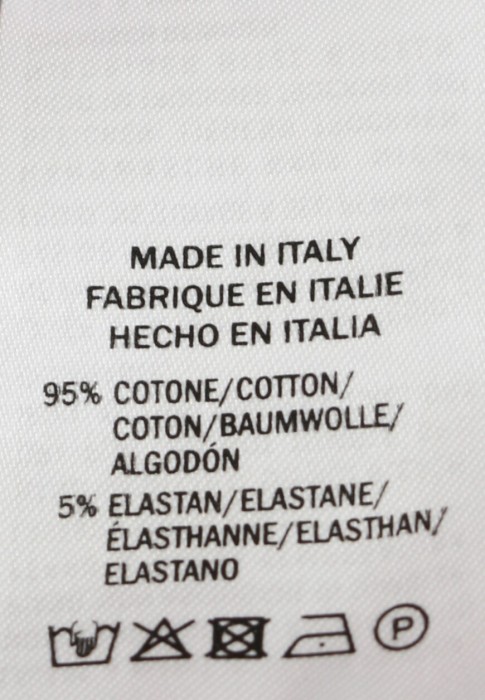 MADE IN ITALY
FABRIQUE EN ITALIE
HECHO EN ITALIA
95% COTONE/COTTON/
COTON/BAUMWOLLE/
ALGODÓN
5% ELASTAN/ELASTANE/
ÉLASTHANNE/ELASTHAN/
ELASTANO
P